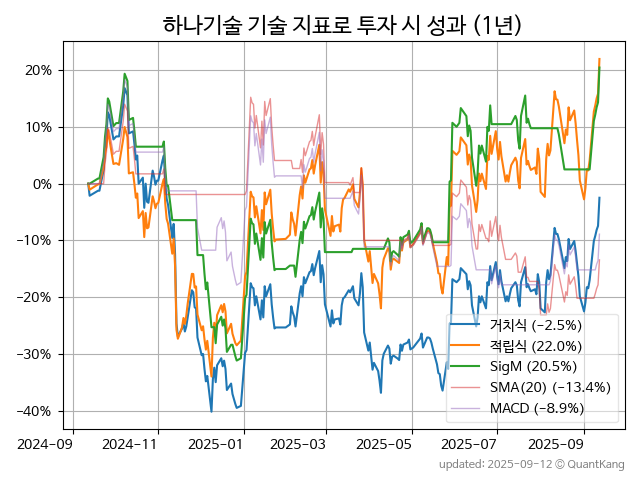 하나기술 기술 지표로 투자 시 성과 (1년)
20%
10%
0%
−10%
−20%
−30%
−40%
거치식 (−2.5%)
적립식 (22.0%)
SigM (20.5%)
SMA(20) (−13.4%)
MACD (−8.9%)
2024-09 2024-11 2025-01 2025-03 2025-05 2025-07 2025-09
updated: 2025-09-12 © QuantKang